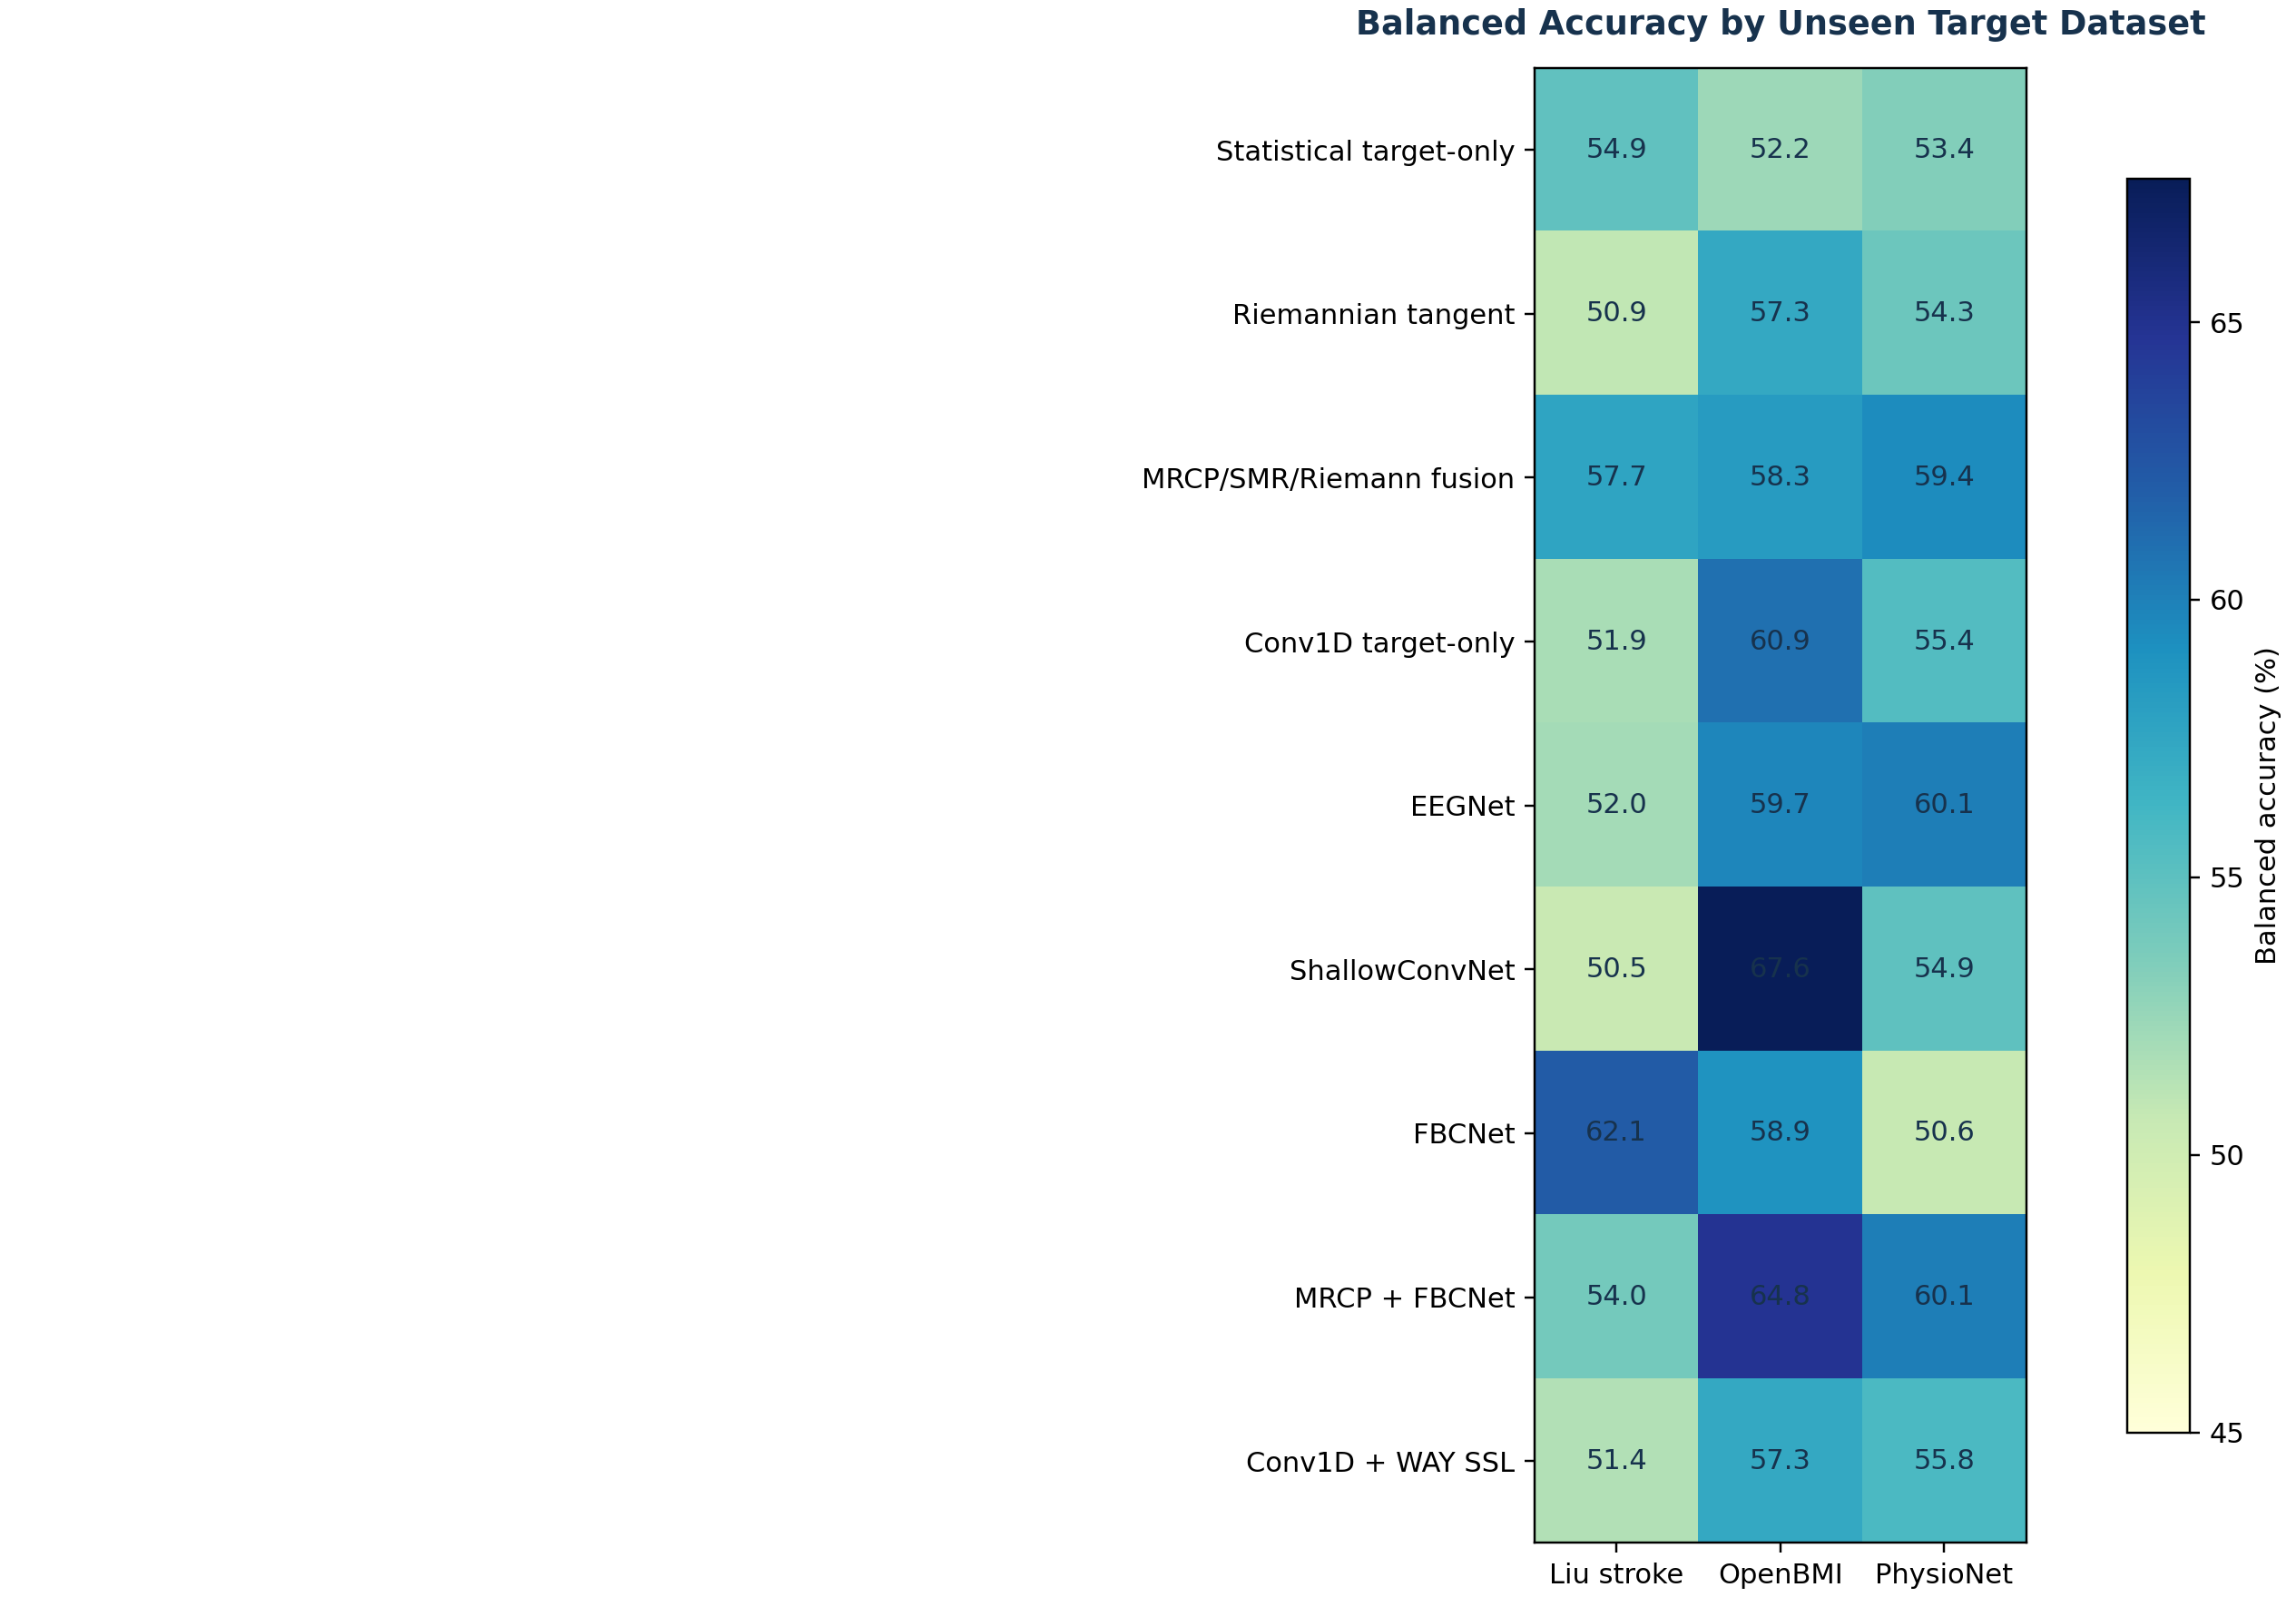 Balanced Accuracy by Unseen Target Dataset
Statistical target-only 54.9 52.2 53.4
Riemannian tangent 50.9 57.3 54.3
MRCP/SMR/Riemann fusion 57.7 58.3 59.4
Conv1D target-only 51.9 60.9 55.4
EEGNet 52.0 59.7 60.1
ShallowConvNet 50.5 67.6 54.9
FBCNet 62.1 58.9 50.6
MRCP + FBCNet 54.0 64.8 60.1
Conv1D + WAY SSL 51.4 57.3 55.8
Liu stroke OpenBMI PhysioNet
65
60
55
50
45
Balanced accuracy (%)